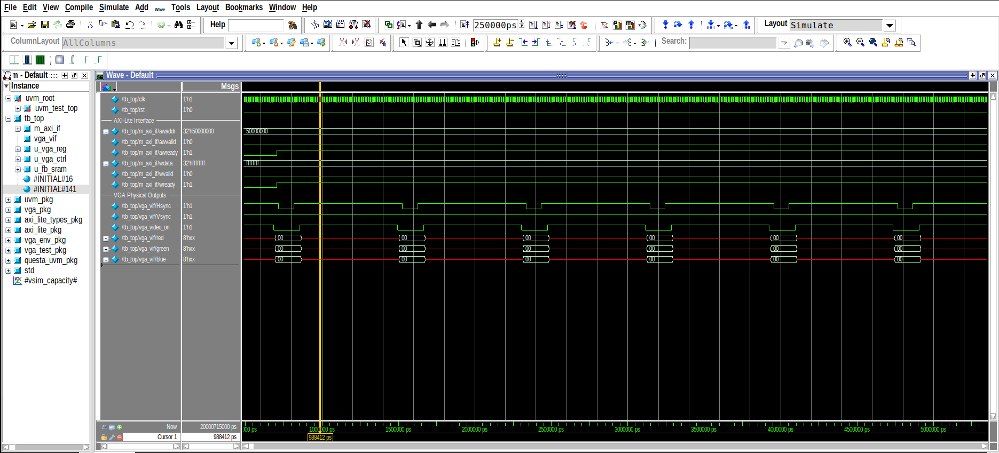 File Edit View Compile Simulate Add Wave Tools Layout Bookmarks Window Help
Help 250000ps Layout Simulate
ColumnLayout AllColumns Search:
m - Default Wave - Default
Instance Msgs
uvm_root
uvm_test_top
tb_top
m_axi_if
vga_vif
u_vga_reg
u_vga_ctrl
u_fb_sram
#INITIAL#16
#INITIAL#141
uvm_pkg
vga_pkg
axi_lite_types_pkg
axi_lite_pkg
vga_env_pkg
vga_test_pkg
questa_uvm_pkg
std
#vsim_capacity#
/tb_top/clk 1'h1
/tb_top/rst 1'h0
AXI-Lite Interface
/tb_top/m_axi_if/awaddr 32'h50000000 50000000
/tb_top/m_axi_if/awvalid 1'h0
/tb_top/m_axi_if/awready 1'h1
/tb_top/m_axi_if/wdata 32'hffffffff ffffffff
/tb_top/m_axi_if/wvalid 1'h0
/tb_top/m_axi_if/wready 1'h1
VGA Physical Outputs
/tb_top/vga_vif/Hsync 1'h1
/tb_top/vga_vif/Vsync 1'h1
/tb_top/vga_video_on 1'h1
/tb_top/vga_vif/red 8'hxx 00 00 00 00 00 00
/tb_top/vga_vif/green 8'hxx 00 00 00 00 00 00
/tb_top/vga_vif/blue 8'hxx 00 00 00 00 00 00
Now 20000715000 ps 000 ps 1000000 ps 1500000 ps 2000000 ps 2500000 ps 3000000 ps 3500000 ps 4000000 ps 4500000 ps 5000000 ps
Cursor 1 988412 ps 988412 ps